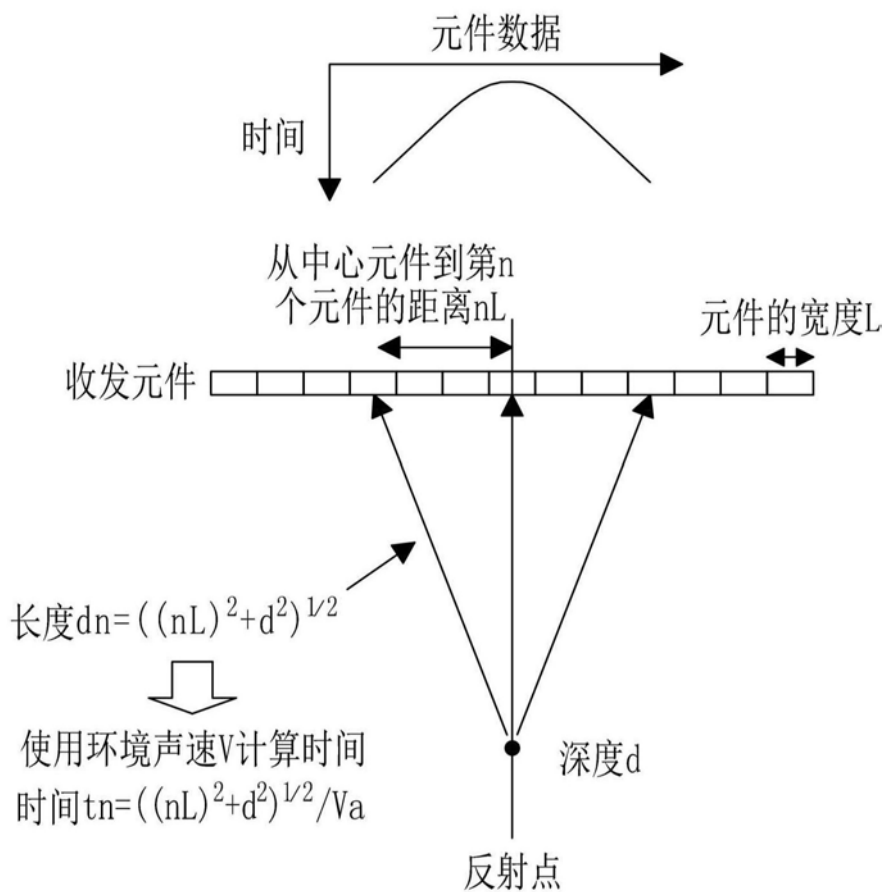 元件数据
时间
从中心元件到第n
个元件的距离nL
元件的宽度L
收发元件
长度dn=((nL)²+d²)¹/²
使用环境声速V计算时间
时间tn=((nL)²+d²)¹/²/Va
深度d
反射点